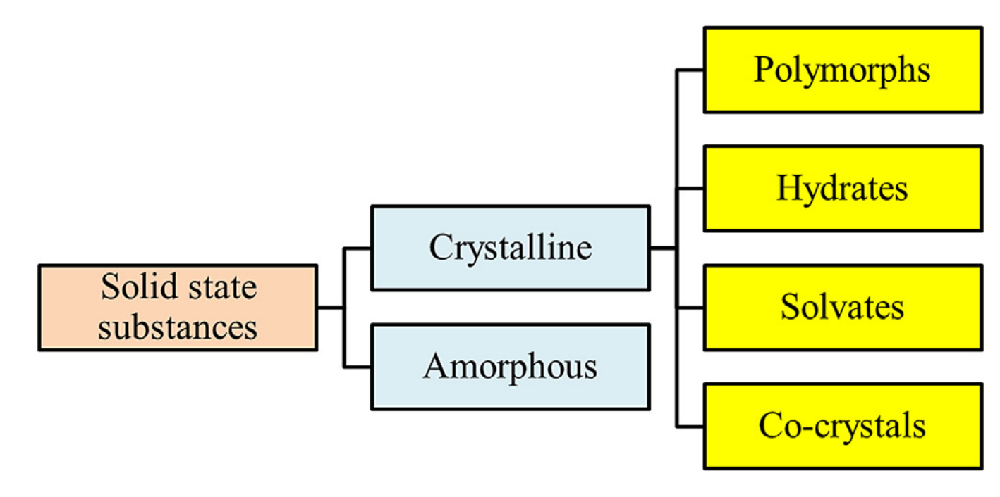 Solid state
substances
Crystalline
Amorphous
Polymorphs
Hydrates
Solvates
Co-crystals